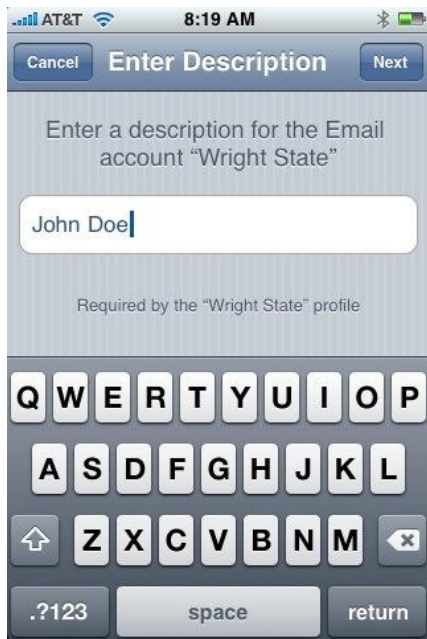 AT&T 8:19 AM
Cancel Enter Description Next
Enter a description for the Email
account “Wright State”
John Doe
Required by the “Wright State” profile
Q W E R T Y U I O P
A S D F G H J K L
Z X C V B N M
.?123 space return